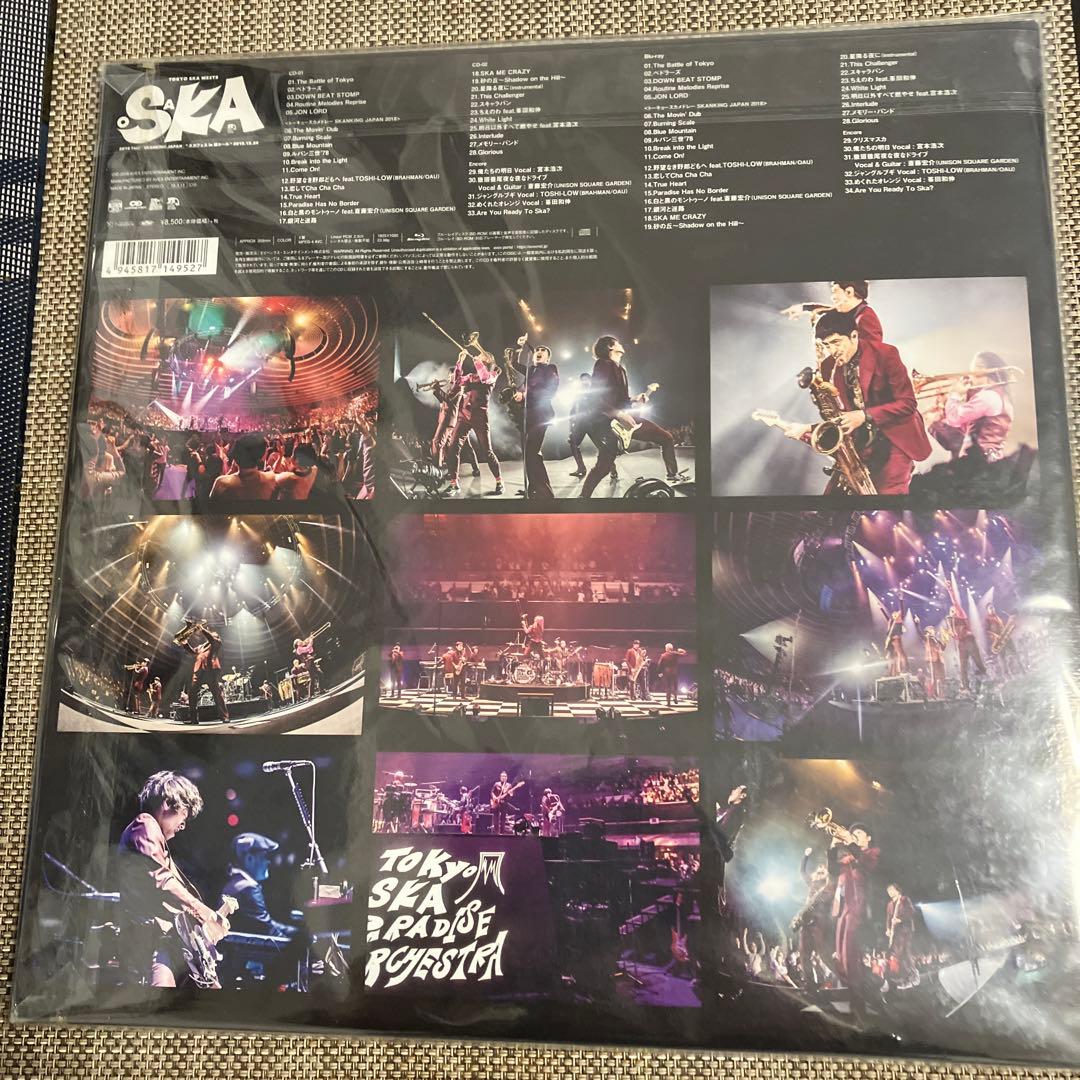 TOKYO SKA MEETS
OSAKA
CD-01
01.The Battle of Tokyo
02.ペドラーズ
03.DOWN BEAT STOMP
04.Routine Melodies Reprise
05.JON LORD
<トーキョースカメドレー SKANKING JAPAN 2018>
06.The Movin' Dub
07.Burning Scale
08.Blue Mountain
09.ルパン三世'78
10.Break into the Light
11.Come On!
12.野望なき野郎どもへ feat.TOSHI-LOW(BRAHMAN/OAU)
13.恋してCha Cha Cha
14.True Heart
15.Paradise Has No Border
16.白と黒のモントゥーノ feat.斎藤宏介(UNISON SQUARE GARDEN)
17.銀河と迷路
CD-02
18.SKA ME CRAZY
19.砂の丘~Shadow on the Hill~
20.星降る夜に(instrumental)
21.This Challenger
22.スキャラバン
23.ちえのわ feat.峯田和伸
24.White Light
25.明日以外すべて燃やせ feat.宮本浩次
26.Interlude
27.メモリー・バンド
28.Glorious
Encore
29.俺たちの明日 Vocal：宮本浩次
30.龍頭龍尾夜な夜なドライブ
Vocal & Guitar：斎藤宏介(UNISON SQUARE GARDEN)
31.ジャングルブギ Vocal：TOSHI-LOW(BRAHMAN/OAU)
32.めくれたオレンジ Vocal：峯田和伸
33.Are You Ready To Ska?
Blu-ray
01.The Battle of Tokyo
02.ペドラーズ
03.DOWN BEAT STOMP
04.Routine Melodies Reprise
05.JON LORD
<トーキョースカメドレー SKANKING JAPAN 2018>
06.The Movin' Dub
07.Burning Scale
08.Blue Mountain
09.ルパン三世'78
10.Break into the Light
11.Come On!
12.野望なき野郎どもへ feat.TOSHI-LOW(BRAHMAN/OAU)
13.恋してCha Cha Cha
14.True Heart
15.Paradise Has No Border
16.白と黒のモントゥーノ feat.斎藤宏介(UNISON SQUARE GARDEN)
17.銀河と迷路
18.SKA ME CRAZY
19.砂の丘~Shadow on the Hill~
20.星降る夜に(instrumental)
21.This Challenger
22.スキャラバン
23.ちえのわ feat.峯田和伸
24.White Light
25.明日以外すべて燃やせ feat.宮本浩次
26.Interlude
27.メモリー・バンド
28.Glorious
Encore
29.クリスマスカ
30.俺たちの明日 Vocal：宮本浩次
Vocal & Guitar：斎藤宏介(UNISON SQUARE GARDEN)
32.ジャングルブギ Vocal：TOSHI-LOW(BRAHMAN/OAU)
33.めくれたオレンジ Vocal：峯田和伸
34.Are You Ready To Ska?
¥8,500
COLOR
4 945817 149527
TOKYO
SKA
PARADISE
ORCHESTRA